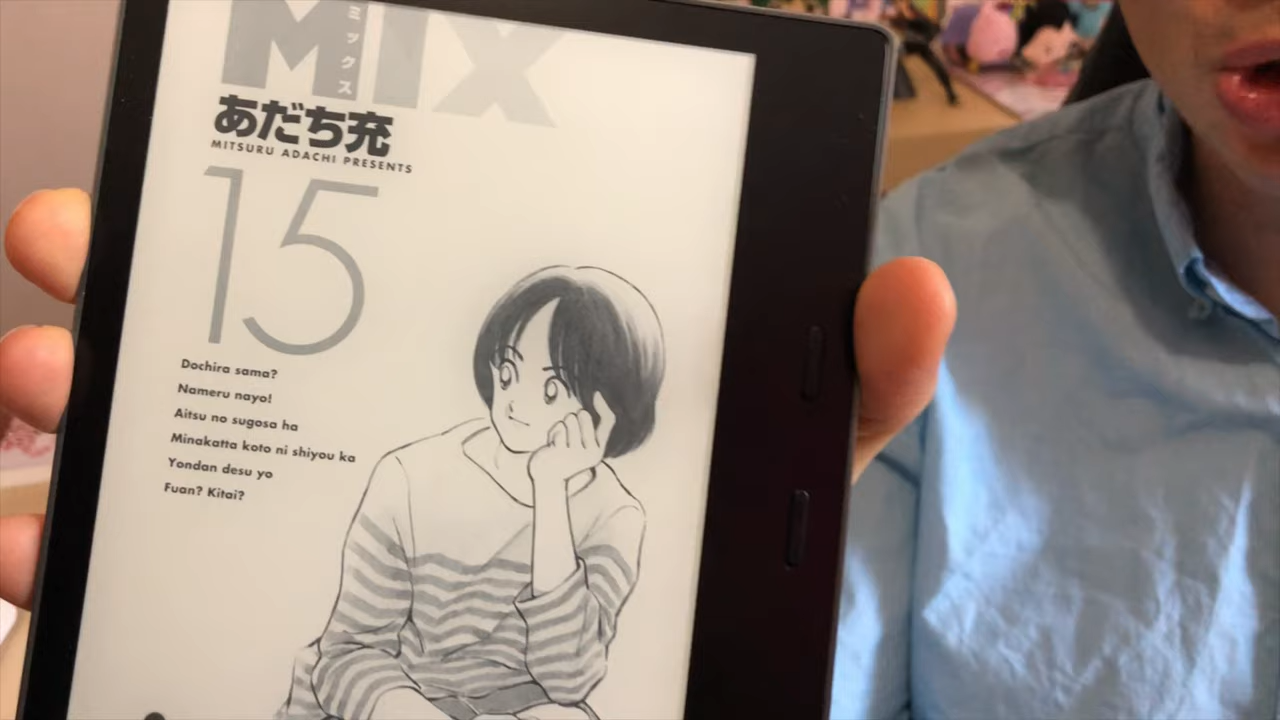 MIX
ミックス
あだち充
MITSURU ADACHI PRESENTS
15
Dochira sama?
Nameru nayo!
Aitsu no sugosa ha
Minakatta koto ni shiyou ka
Yondan desu yo
Fuan? Kitai?